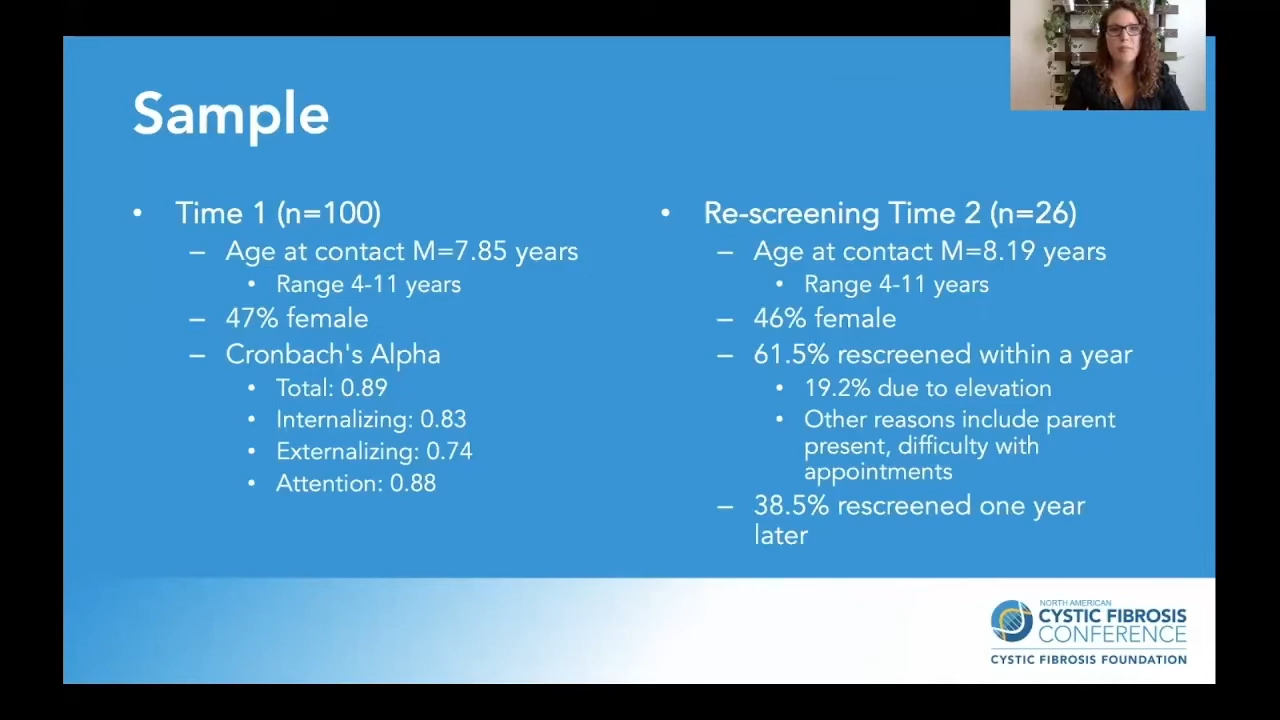 Sample
• Time 1 (n=100)
– Age at contact M=7.85 years
• Range 4-11 years
– 47% female
– Cronbach's Alpha
• Total: 0.89
• Internalizing: 0.83
• Externalizing: 0.74
• Attention: 0.88
• Re-screening Time 2 (n=26)
– Age at contact M=8.19 years
• Range 4-11 years
– 46% female
– 61.5% rescreened within a year
• 19.2% due to elevation
• Other reasons include parent
present, difficulty with
appointments
– 38.5% rescreened one year
later
NORTH AMERICAN
CYSTIC FIBROSIS
CONFERENCE
CYSTIC FIBROSIS FOUNDATION